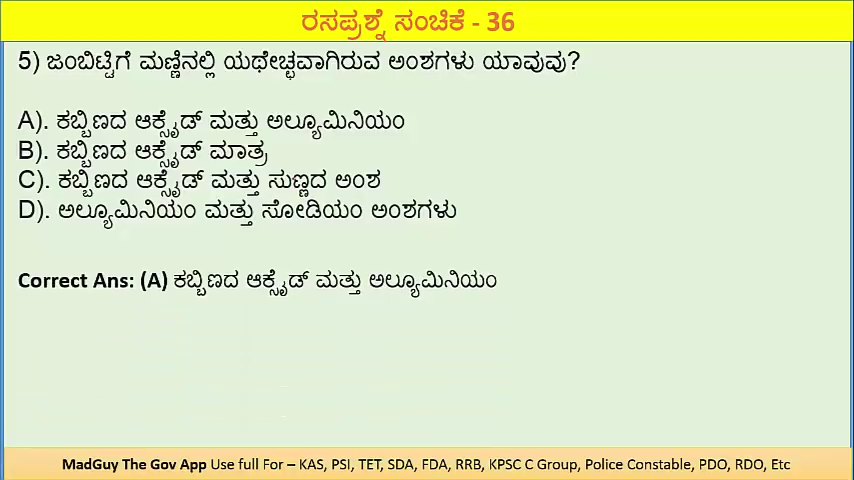 ರಸಪ್ರಶ್ನೆ ಸಂಚಿಕೆ - 36
5) ಜಂಬಿಟ್ಟಿಗೆ ಮಣ್ಣಿನಲ್ಲಿ ಯಥೇಚ್ಛವಾಗಿರುವ ಅಂಶಗಳು ಯಾವುವು?
A). ಕಬ್ಬಿಣದ ಆಕ್ಸೈಡ್ ಮತ್ತು ಅಲ್ಯೂಮಿನಿಯಂ
B). ಕಬ್ಬಿಣದ ಆಕ್ಸೈಡ್ ಮಾತ್ರ
C). ಕಬ್ಬಿಣದ ಆಕ್ಸೈಡ್ ಮತ್ತು ಸುಣ್ಣದ ಅಂಶ
D). ಅಲ್ಯೂಮಿನಿಯಂ ಮತ್ತು ಸೋಡಿಯಂ ಅಂಶಗಳು
Correct Ans: (A) ಕಬ್ಬಿಣದ ಆಕ್ಸೈಡ್ ಮತ್ತು ಅಲ್ಯೂಮಿನಿಯಂ
MadGuy The Gov App Use full For – KAS, PSI, TET, SDA, FDA, RRB, KPSC C Group, Police Constable, PDO, RDO, Etc